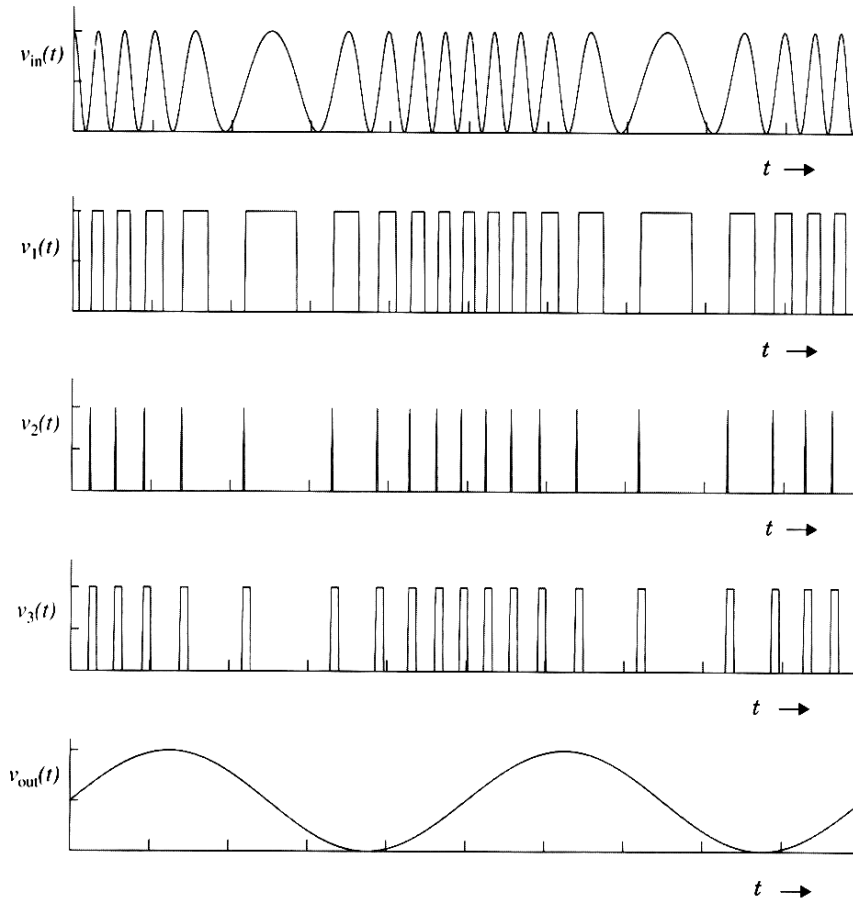 v_in(t)
t →
v_1(t)
t →
v_2(t)
t →
v_3(t)
t →
v_out(t)
t →